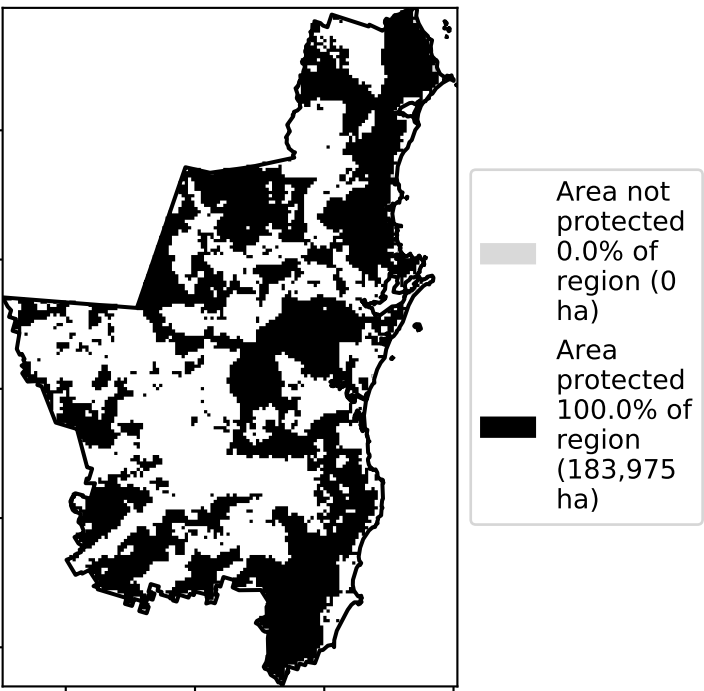 Area not
protected
0.0% of
region (0
ha)
Area
protected
100.0% of
region
(183,975
ha)